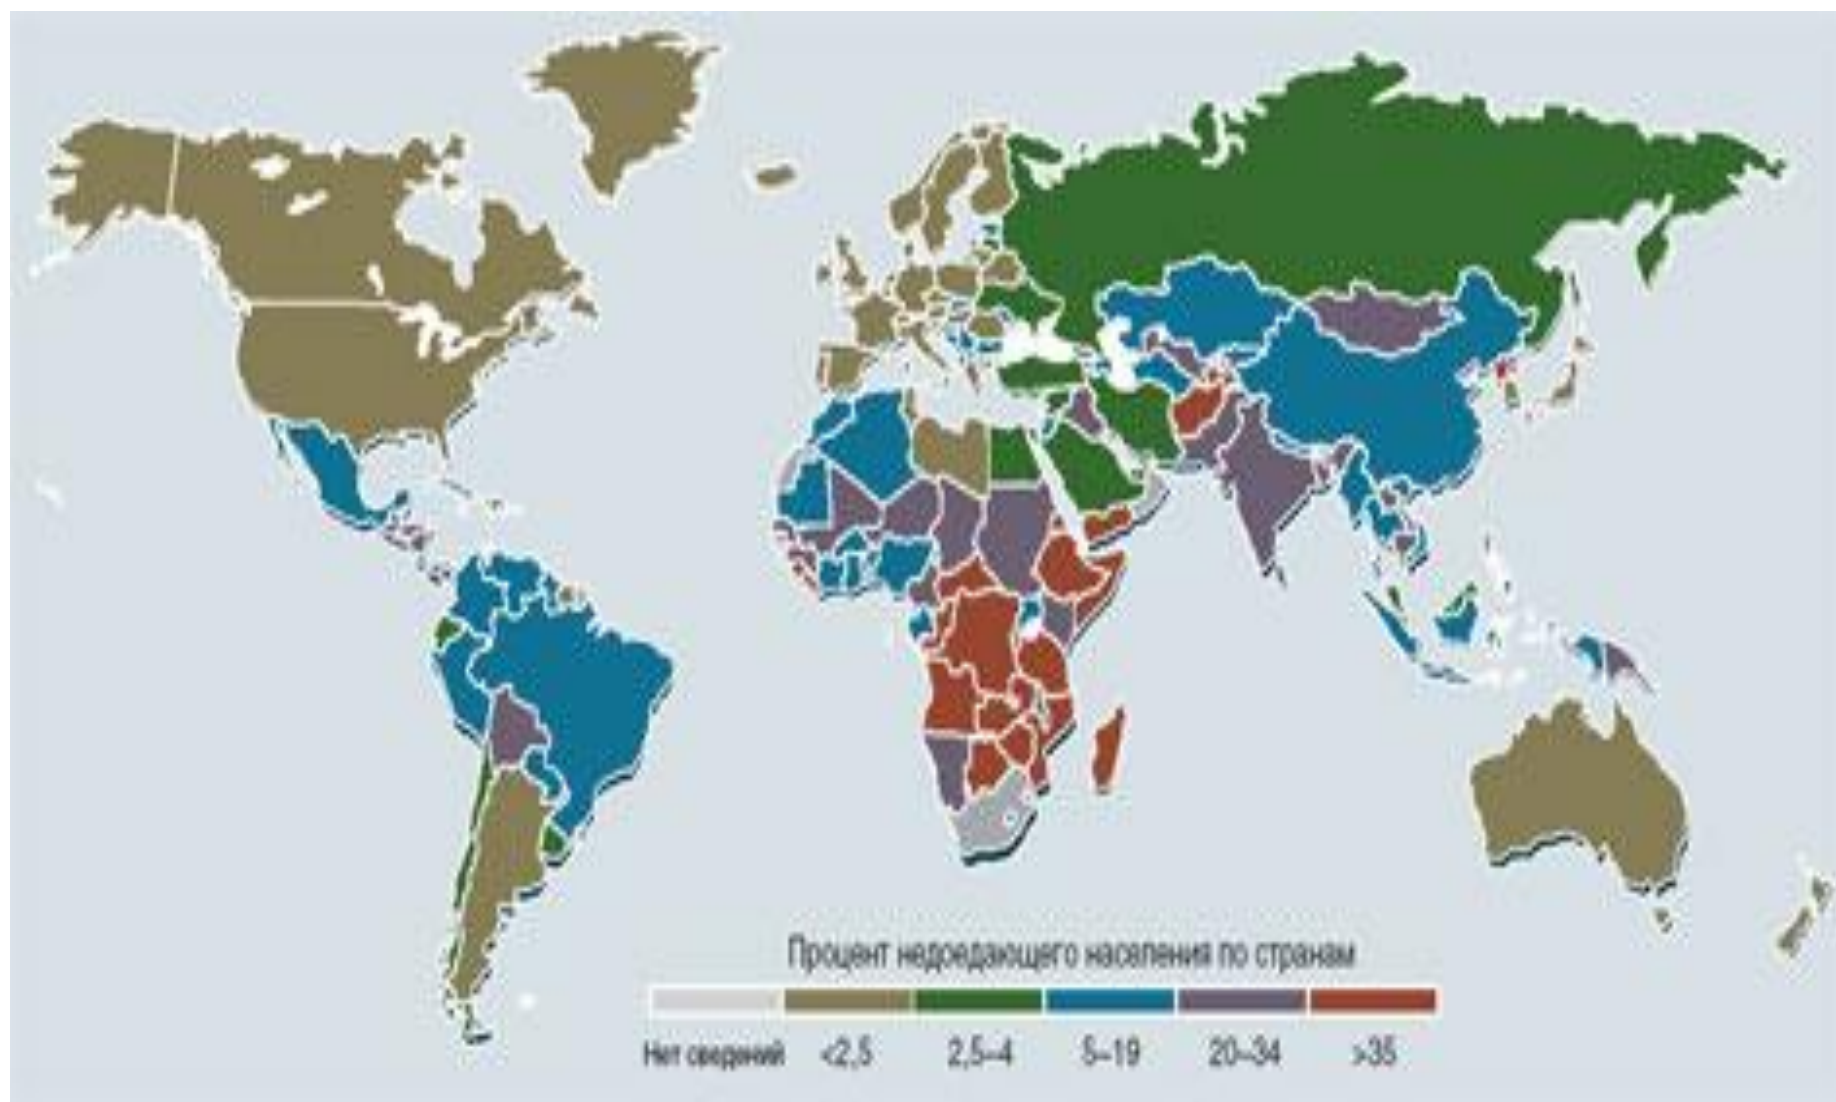 Процент недоедающего населения по странам
Нет сведений <2,5 2,5–4 5–19 20–34 >35